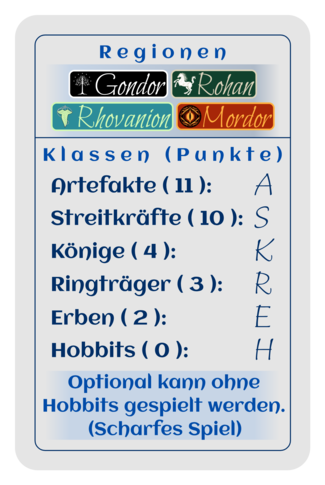 Regionen
Gondor Rohan
Rhovanion Mordor
Klassen (Punkte)
Artefakte ( 11 ): A
Streitkräfte ( 10 ): S
Könige ( 4 ): K
Ringträger ( 3 ): R
Erben ( 2 ): E
Hobbits ( 0 ): H
Optional kann ohne
Hobbits gespielt werden.
(Scharfes Spiel)